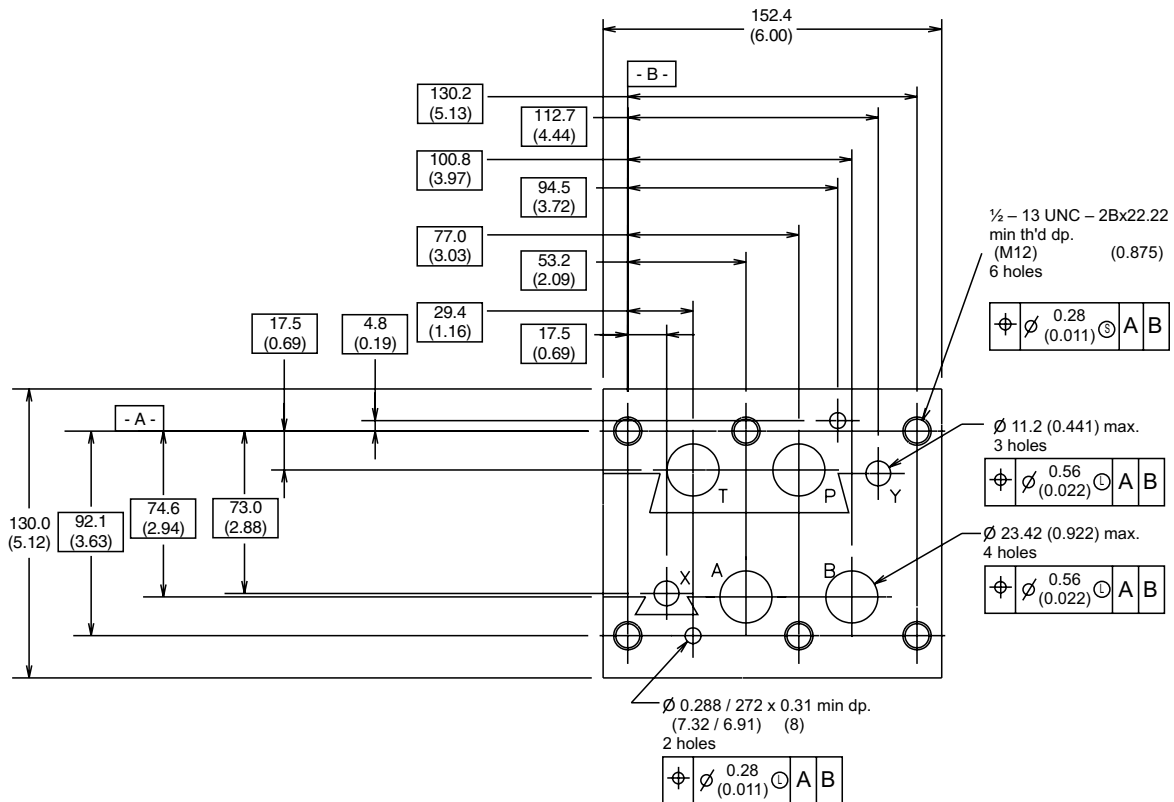 152.4
(6.00)
- B -
130.2
(5.13)
112.7
(4.44)
100.8
(3.97)
94.5
(3.72)
77.0
(3.03)
53.2
(2.09)
29.4
(1.16)
17.5
(0.69)
4.8
(0.19)
17.5
(0.69)
½ – 13 UNC – 2Bx22.22
min th'd dp.
(M12) (0.875)
6 holes
⌖ Ø 0.28 Ⓢ A B
(0.011)
- A -
130.0
(5.12)
92.1
(3.63)
74.6
(2.94)
73.0
(2.88)
T P Y
X A B
Ø 11.2 (0.441) max.
3 holes
⌖ Ø 0.56 Ⓛ A B
(0.022)
Ø 23.42 (0.922) max.
4 holes
⌖ Ø 0.56 Ⓛ A B
(0.022)
Ø 0.288 / 272 x 0.31 min dp.
(7.32 / 6.91) (8)
2 holes
⌖ Ø 0.28 Ⓛ A B
(0.011)